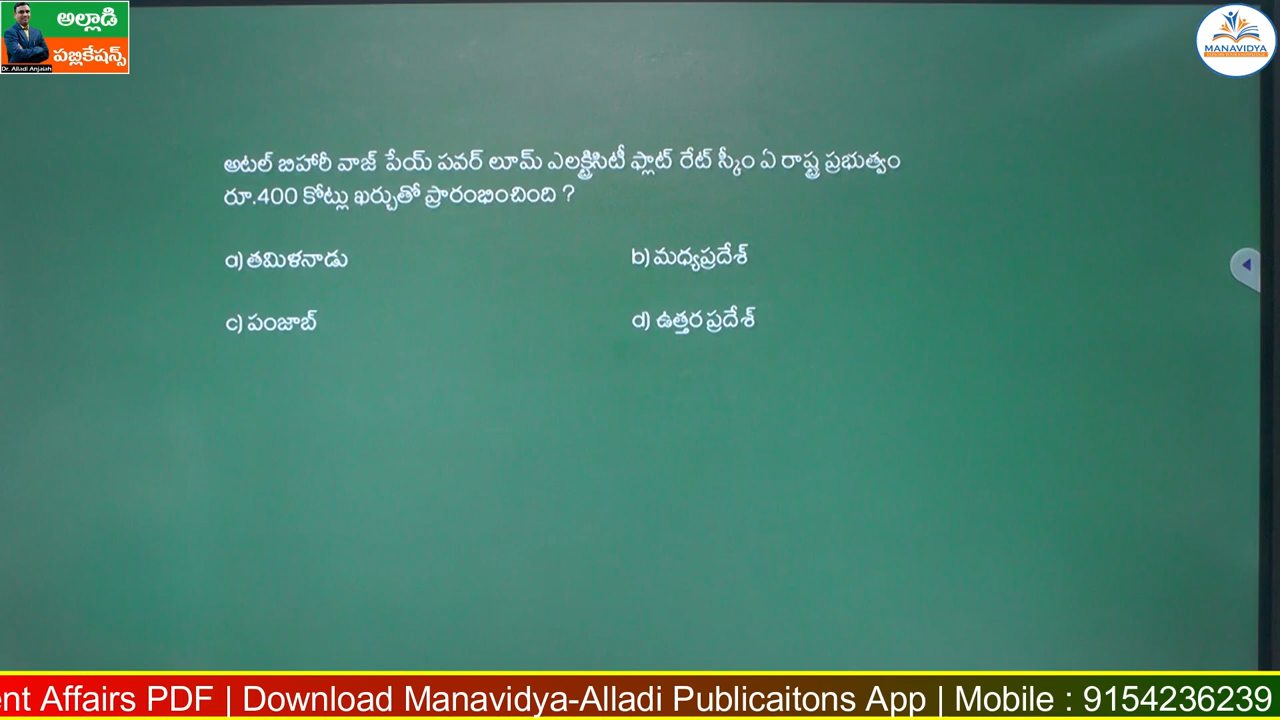 అల్లాడి
పబ్లికేషన్స్
Dr. Alladi Anjaiah
MANAVIDYA
అటల్ బిహారీ వాజ్ పేయ్ పవర్ లూమ్ ఎలక్ట్రిసిటీ ఫ్లాట్ రేట్ స్కీం ఏ రాష్ట్ర ప్రభుత్వం
రూ.400 కోట్లు ఖర్చుతో ప్రారంభించింది ?
a) తమిళనాడు
b) మధ్యప్రదేశ్
c) పంజాబ్
d) ఉత్తర ప్రదేశ్
ent Affairs PDF | Download Manavidya-Alladi Publicaitons App | Mobile : 9154236239